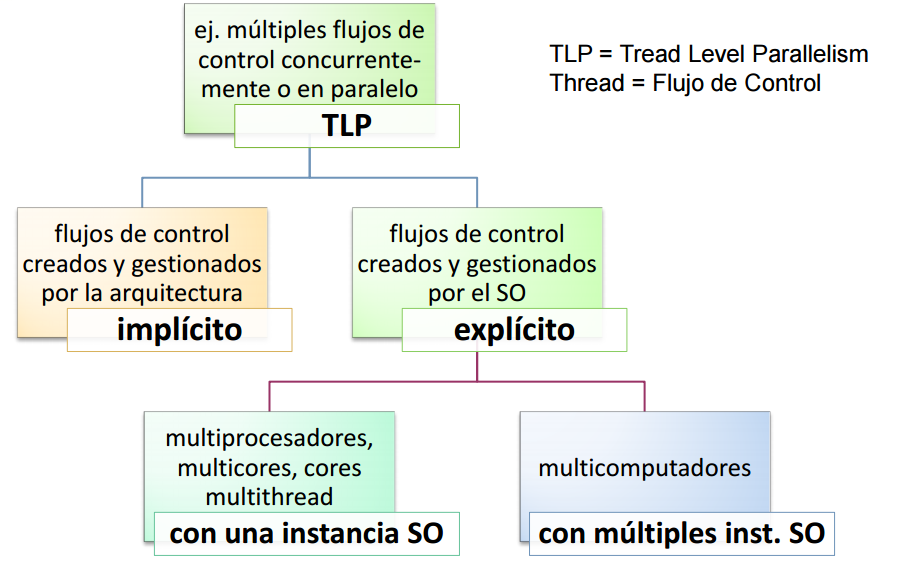 ej. múltiples flujos de
control concurrente-
mente o en paralelo
TLP
TLP = Tread Level Parallelism
Thread = Flujo de Control
flujos de control
creados y gestionados
por la arquitectura
implícito
flujos de control
creados y gestionados
por el SO
explícito
multiprocesadores,
multicores, cores
multithread
con una instancia SO
multicomputadores
con múltiples inst. SO